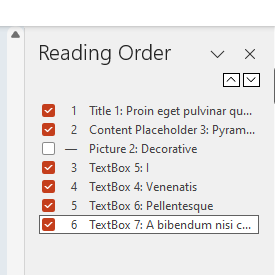 Reading Order
1 Title 1: Proin eget pulvinar qu...
2 Content Placeholder 3: Pyram...
— Picture 2: Decorative
3 TextBox 5: I
4 TextBox 4: Venenatis
5 TextBox 6: Pellentesque
6 TextBox 7: A bibendum nisi c...